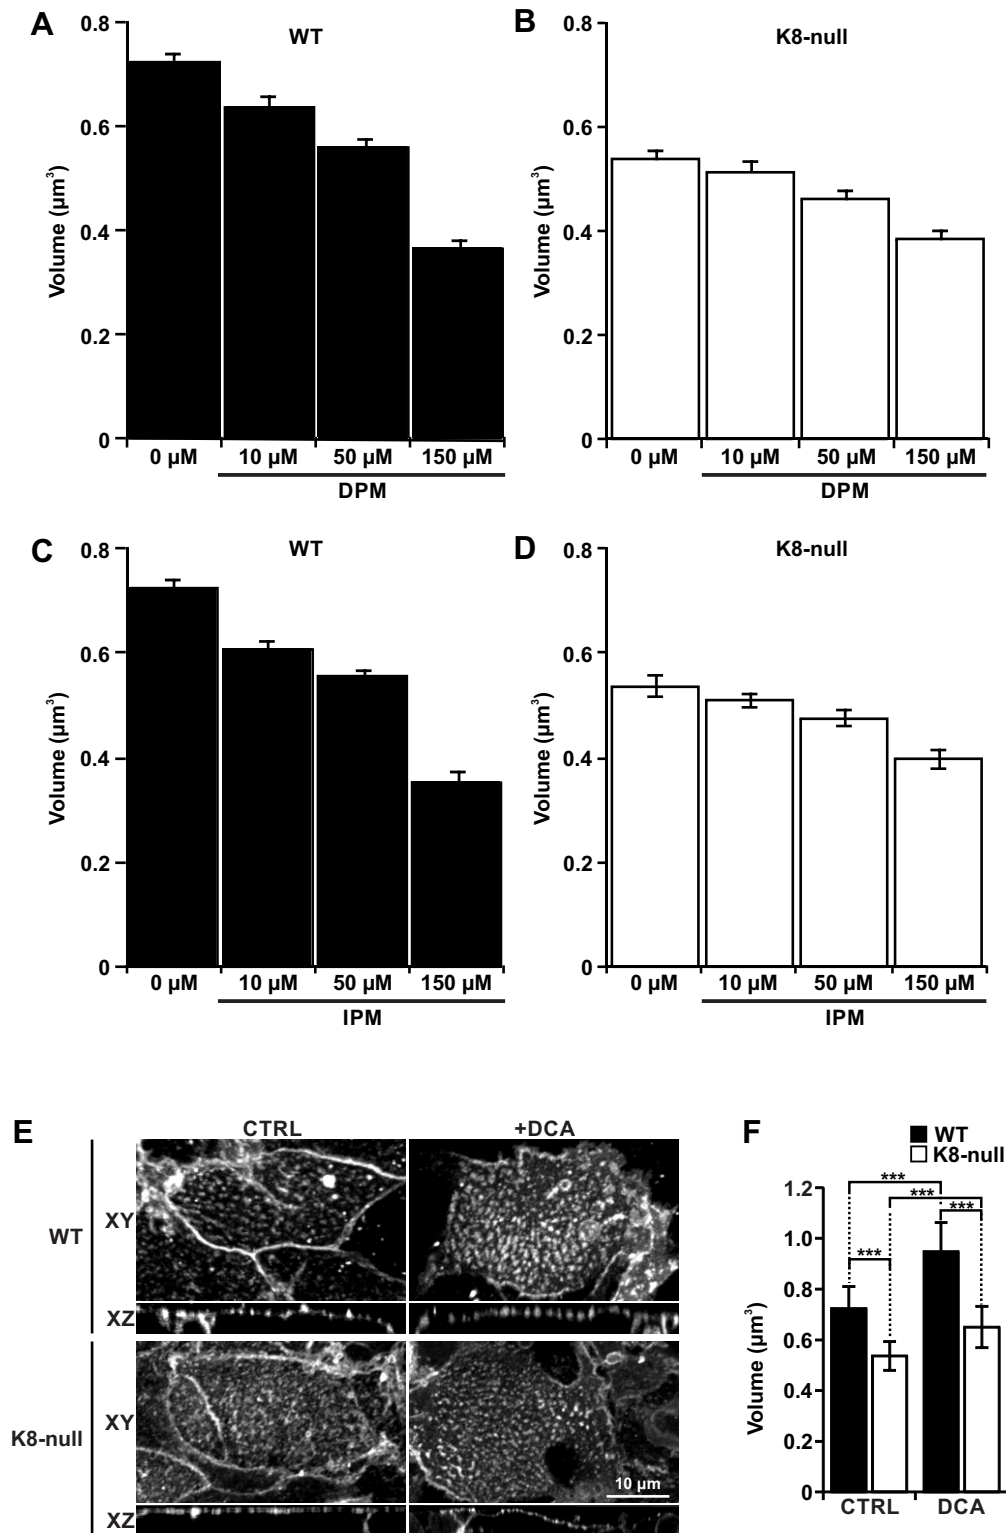 A
WT
0.8
0.6
0.4
0.2
0
Volume (µm³)
0 µM 10 µM 50 µM 150 µM
DPM
B
K8-null
0.8
0.6
0.4
0.2
0
Volume (µm³)
0 µM 10 µM 50 µM 150 µM
DPM
C
WT
0.8
0.6
0.4
0.2
0
Volume (µm³)
0 µM 10 µM 50 µM 150 µM
IPM
D
K8-null
0.8
0.6
0.4
0.2
0
Volume (µm³)
0 µM 10 µM 50 µM 150 µM
IPM
E
CTRL +DCA
WT
XY
XZ
K8-null
XY
XZ
10 µm
F
WT
K8-null
***
***
***
***
1.2
1.0
0.8
0.6
0.4
0.2
0
Volume (µm³)
CTRL DCA